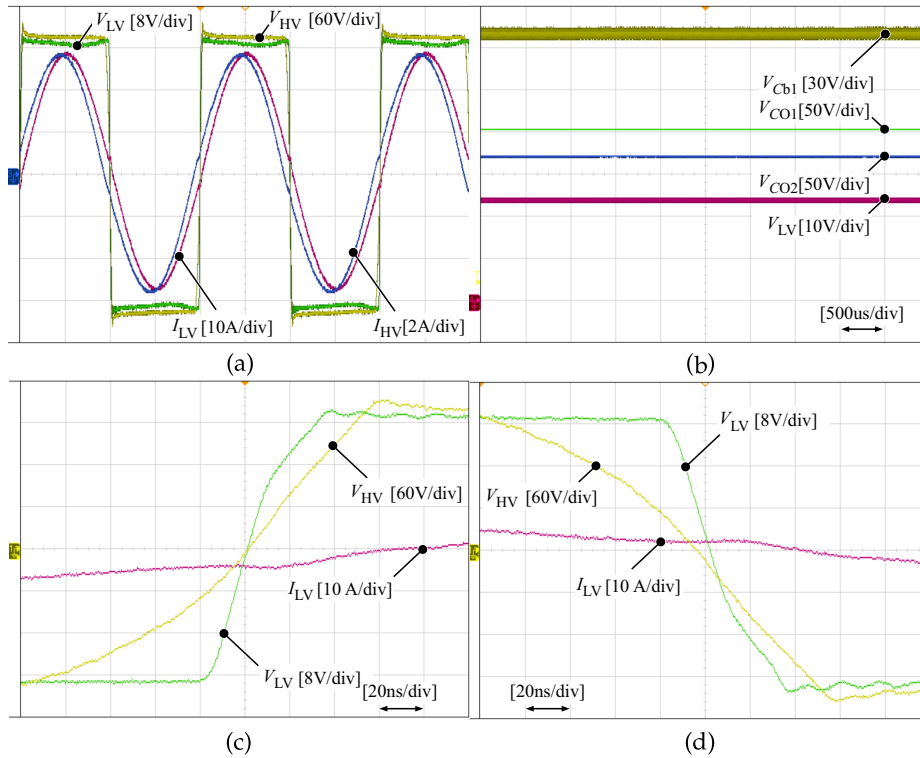 V_LV [8V/div]
V_HV [60V/div]
I_LV [10A/div]
I_HV[2A/div]
(a)
V_Cb1 [30V/div]
V_CO1[50V/div]
V_CO2[50V/div]
V_LV [10V/div]
[500us/div]
(b)
V_HV [60V/div]
I_LV [10 A/div]
V_LV [8V/div]
[20ns/div]
(c)
V_LV [8V/div]
V_HV [60V/div]
I_LV [10 A/div]
[20ns/div]
(d)